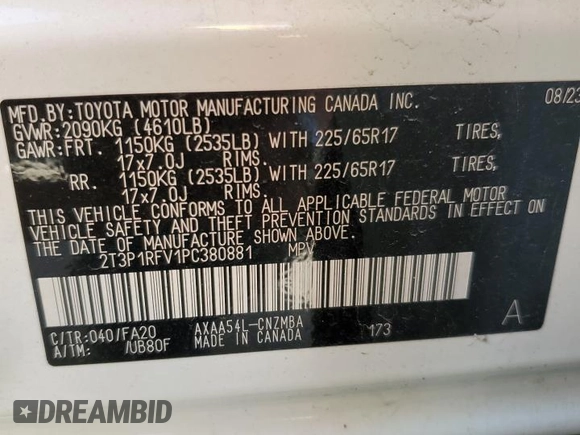 MFD.BY:TOYOTA MOTOR MANUFACTURING CANADA INC. 08/23
GVWR:2090KG (4610LB)
GAWR:FRT. 1150KG (2535LB) WITH 225/65R17 TIRES,
17x7.0J RIMS.
RR. 1150KG (2535LB) WITH 225/65R17 TIRES,
17x7.0J RIMS.
THIS VEHICLE CONFORMS TO ALL APPLICABLE FEDERAL MOTOR
VEHICLE SAFETY AND THEFT PREVENTION STANDARDS IN EFFECT ON
THE DATE OF MANUFACTURE SHOWN ABOVE.
2T3P1RFV1PC380881 MPV
C/TR:040/FA20 AXAA54L-CNZMBA 173 A
A/TM: /UB80F MADE IN CANADA
DREAMBID